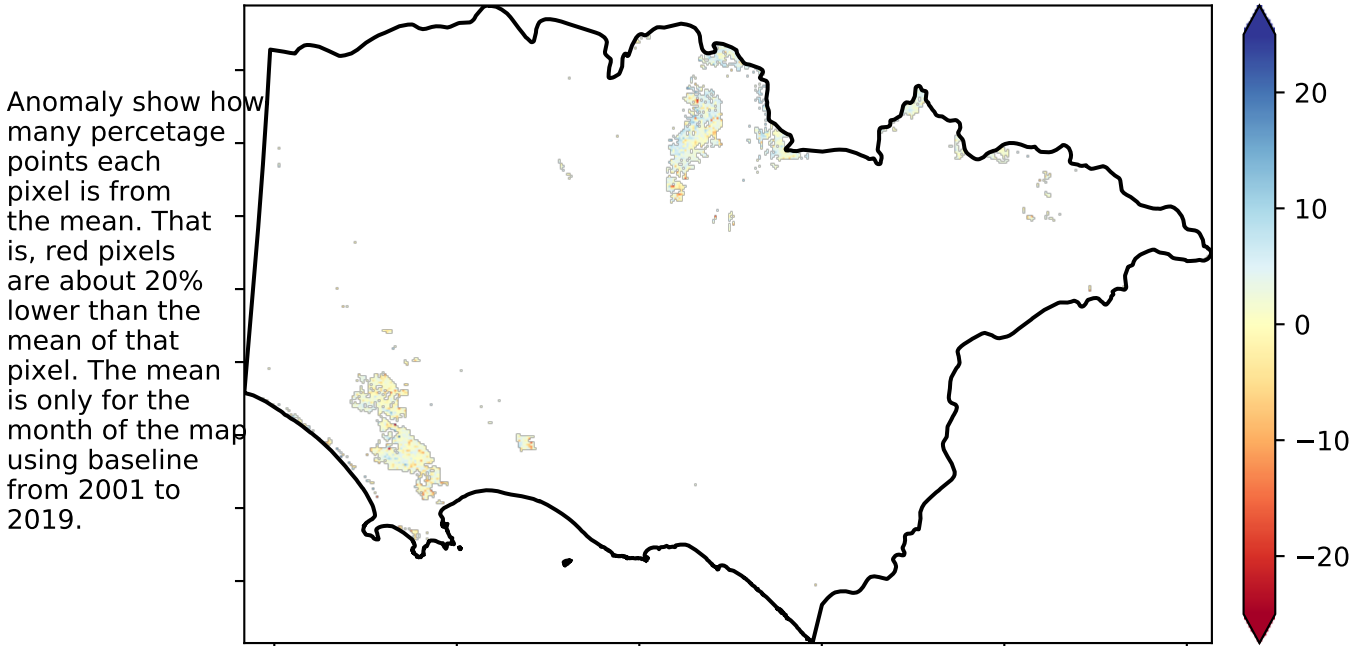 Anomaly show how
many percetage
points each
pixel is from
the mean. That
is, red pixels
are about 20%
lower than the
mean of that
pixel. The mean
is only for the
month of the map
using baseline
from 2001 to
2019.
20
10
0
−10
−20